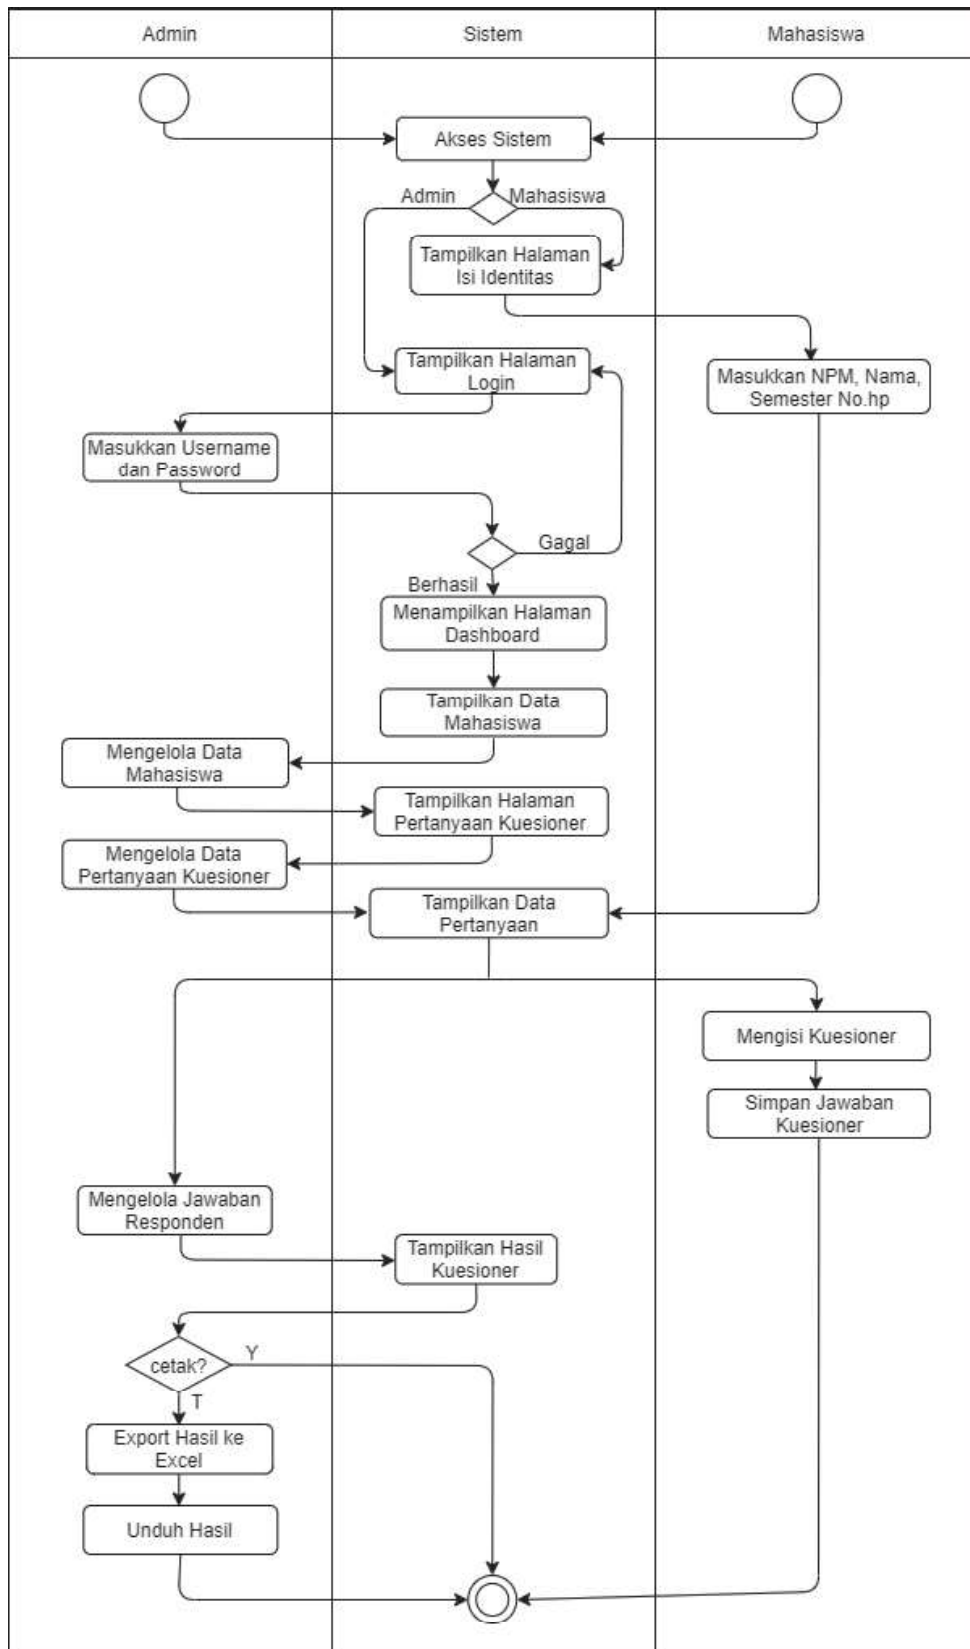 Admin
Sistem
Mahasiswa
Akses Sistem
Admin
Mahasiswa
Tampilkan Halaman
Isi Identitas
Tampilkan Halaman
Login
Masukkan NPM, Nama,
Semester No.hp
Masukkan Username
dan Password
Gagal
Berhasil
Menampilkan Halaman
Dashboard
Tampilkan Data
Mahasiswa
Mengelola Data
Mahasiswa
Tampilkan Halaman
Pertanyaan Kuesioner
Mengelola Data
Pertanyaan Kuesioner
Tampilkan Data
Pertanyaan
Mengisi Kuesioner
Simpan Jawaban
Kuesioner
Mengelola Jawaban
Responden
Tampilkan Hasil
Kuesioner
cetak?
Y
T
Export Hasil ke
Excel
Unduh Hasil